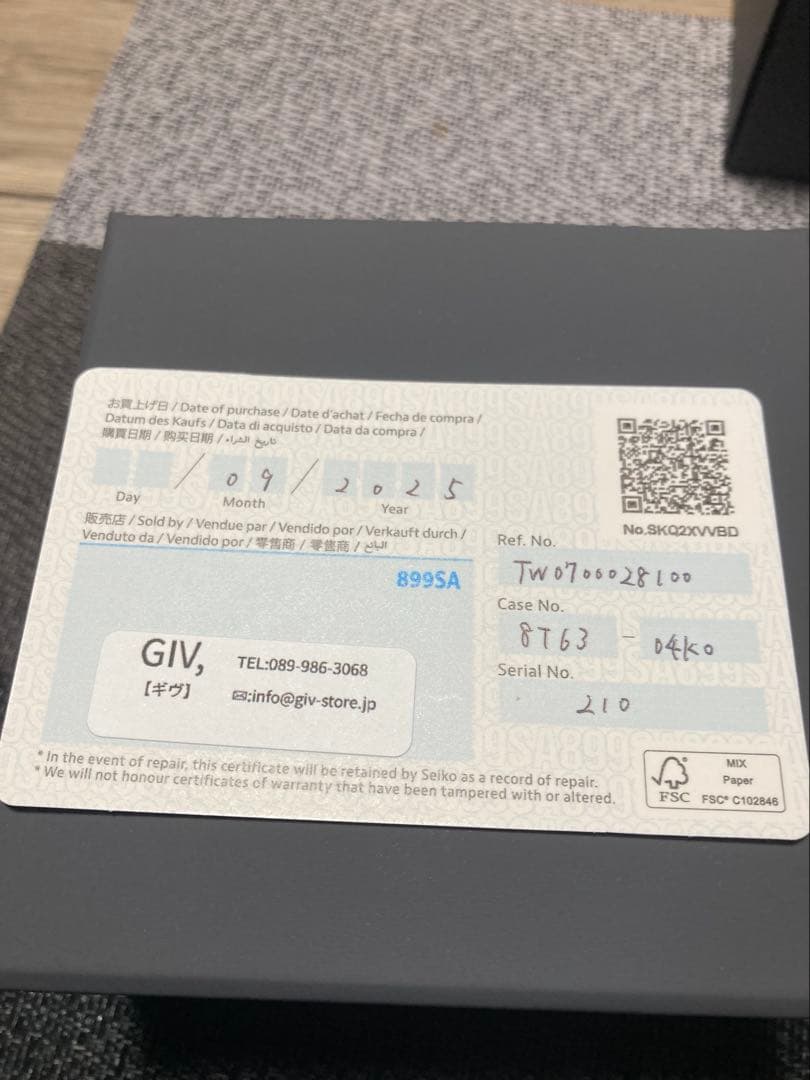 お買上げ日 / Date of purchase / Date d'achat / Fecha de compra /
Datum des Kaufs / Data di acquisto / Data da compra /
購買日期 / 购买日期 / تاريخ الشراء
/ 09 / 2025
Day Month Year
販売店 / Sold by / Vendue par / Vendido por / Verkauft durch /
Venduto da / Vendido por / 零售商 / 零售商 /
899SA
GIV,
【ギヴ】
TEL:089-986-3068
✉:info@giv-store.jp
No.SKQ2XVVBD
Ref. No.
TW0700028100
Case No.
8T63 - 04K0
Serial No.
210
* In the event of repair, this certificate will be retained by Seiko as a record of repair.
* We will not honour certificates of warranty that have been tampered with or altered.
FSC
MIX
Paper
FSC® C102846